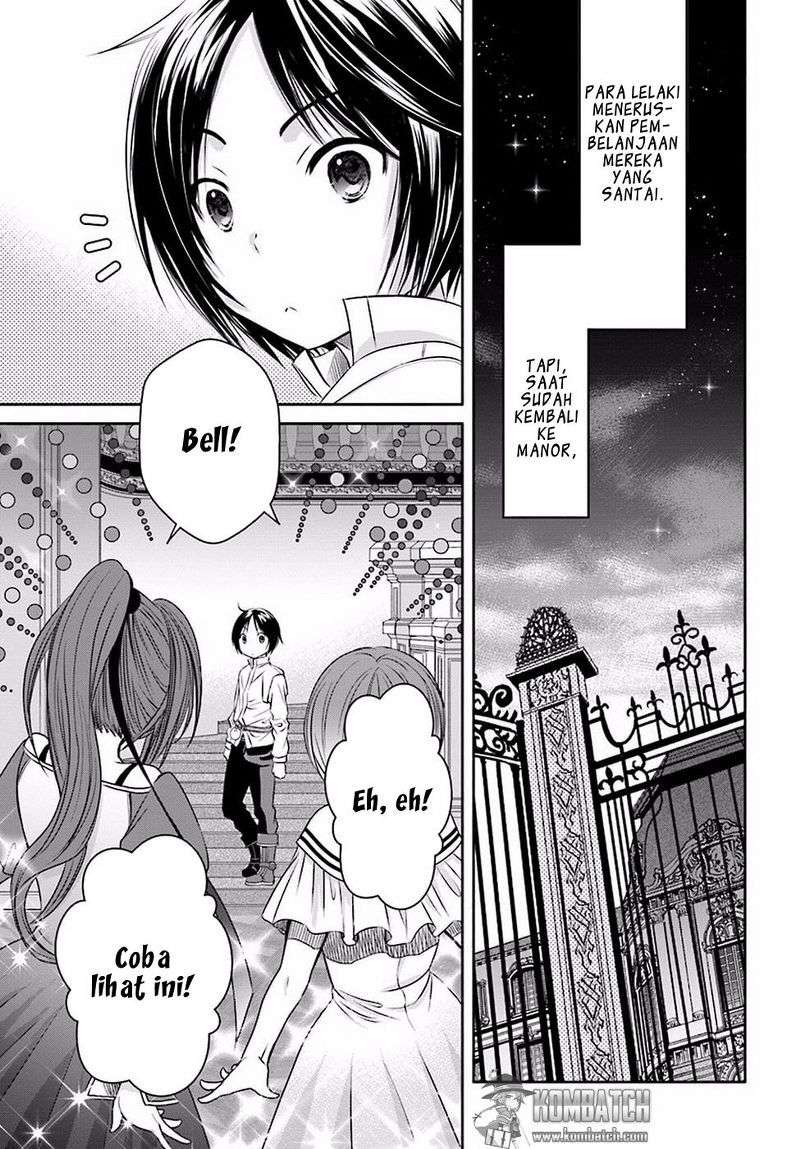 PARA LELAKI
MENERUS-
KAN PEM-
BELANJAAN
MEREKA
YANG
SANTAI.
TAPI,
SAAT
SUDAH
KEMBALI
KE
MANOR,
Bell!
Eh, eh!
Coba
lihat ini!
KOMBATCH
www.kombatch.com